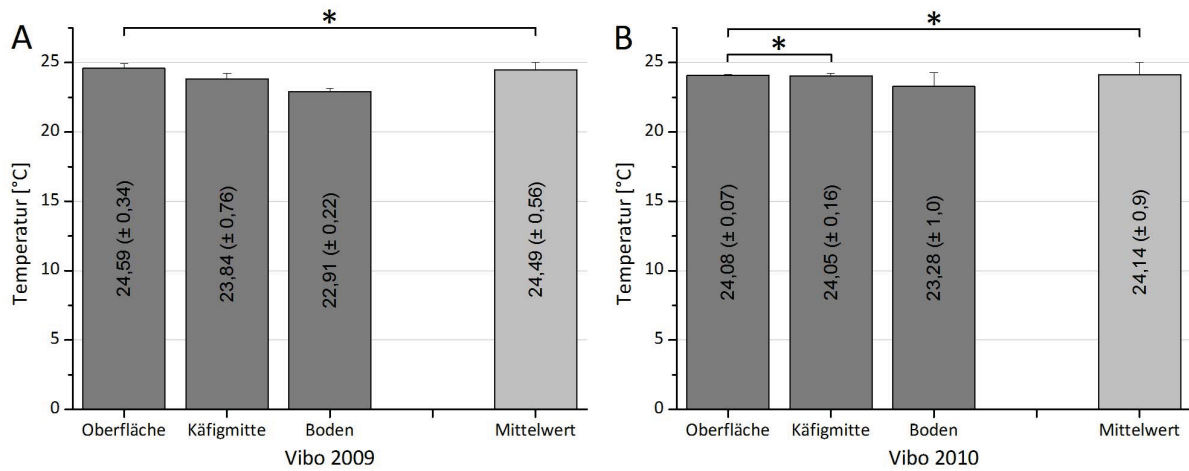 A
*
Temperatur [°C]
25
20
15
10
5
0
24,59 (± 0,34)
23,84 (± 0,76)
22,91 (± 0,22)
24,49 (± 0,56)
Oberfläche Käfigmitte Boden Mittelwert
Vibo 2009
B
*
*
Temperatur [°C]
25
20
15
10
5
0
24,08 (± 0,07)
24,05 (± 0,16)
23,28 (± 1,0)
24,14 (± 0,9)
Oberfläche Käfigmitte Boden Mittelwert
Vibo 2010